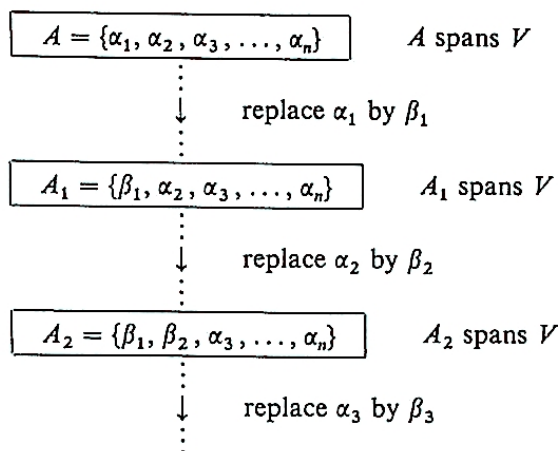 A = {α₁, α₂, α₃, . . . , αₙ} A spans V
replace α₁ by β₁
A₁ = {β₁, α₂, α₃, . . . , αₙ} A₁ spans V
replace α₂ by β₂
A₂ = {β₁, β₂, α₃, . . . , αₙ} A₂ spans V
replace α₃ by β₃